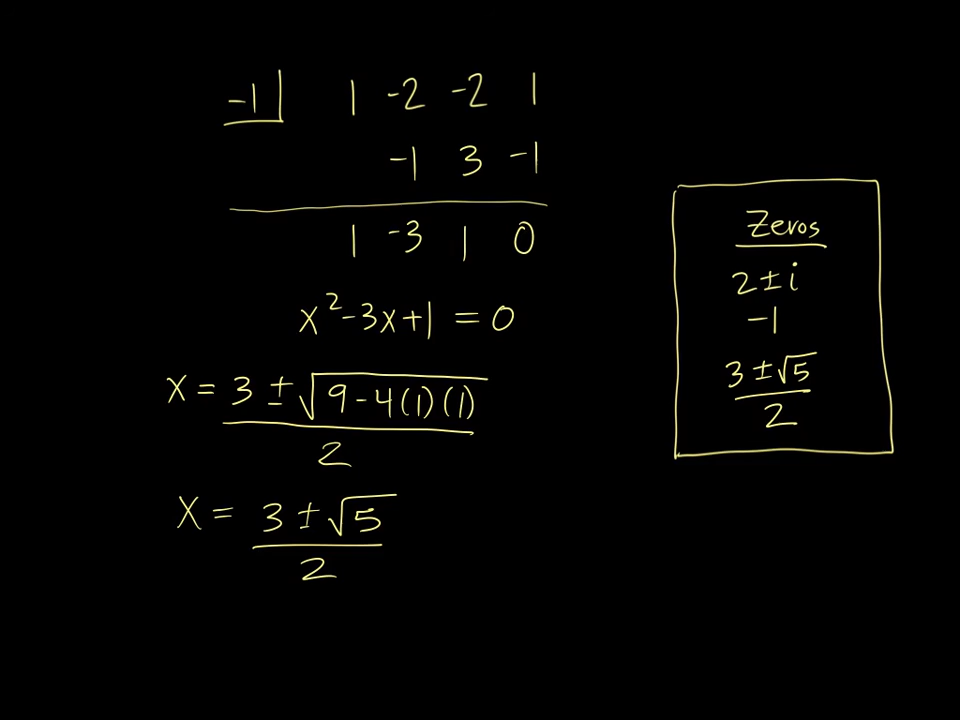 -1| 1 -2 -2 1
-1 3 -1
1 -3 1 0
x²-3x+1 = 0
x = 3 ± √9-4(1)(1)
2
x = 3 ± √5
2
Zeros
2±i
-1
3 ± √5
2